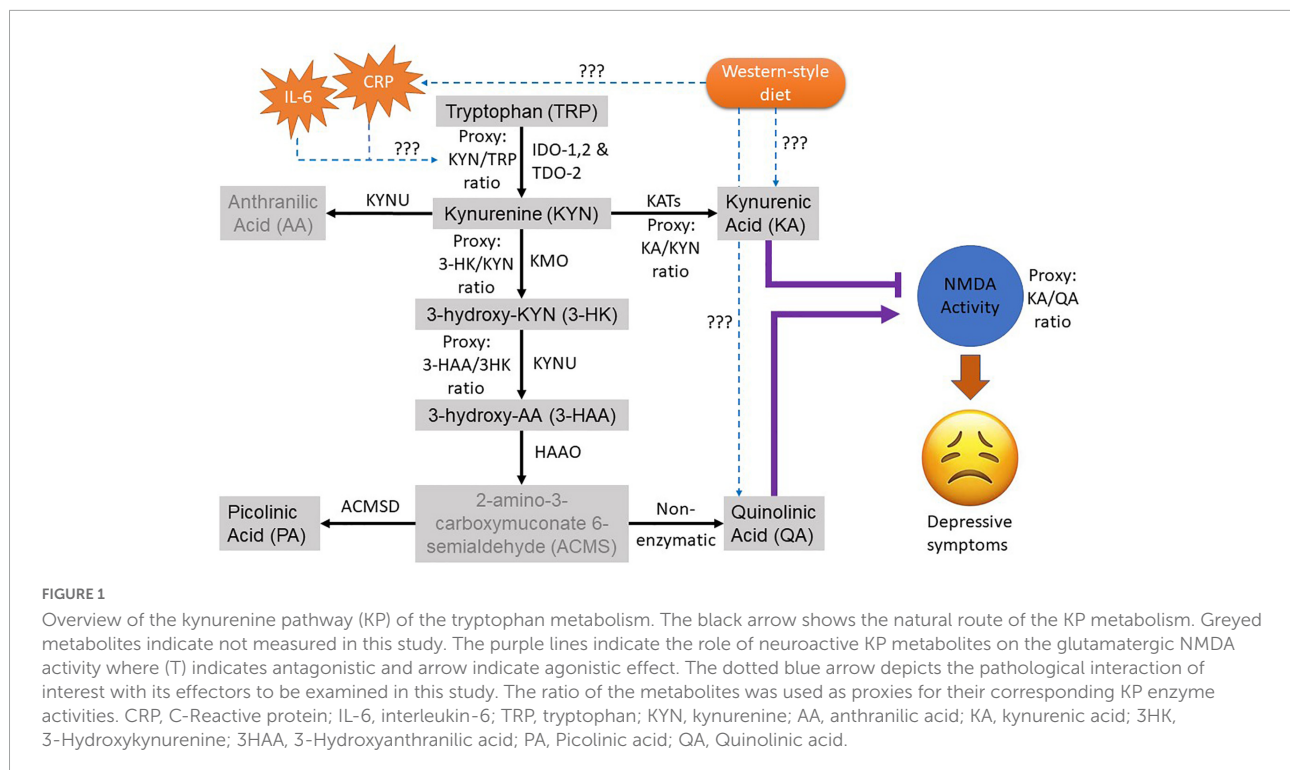 ???
Western-style
diet
CRP
IL-6
Tryptophan (TRP)
???
???
Proxy:
KYN/TRP
ratio
IDO-1,2 &
TDO-2
Anthranilic
Acid (AA)
KYNU
Kynurenine (KYN)
KATs
Proxy:
KA/KYN
ratio
Kynurenic
Acid (KA)
Proxy:
3-HK/KYN
ratio
KMO
NMDA
Activity
Proxy:
KA/QA
ratio
3-hydroxy-KYN (3-HK)
???
Proxy:
3-HAA/3HK
ratio
KYNU
3-hydroxy-AA (3-HAA)
HAAO
Picolinic
Acid (PA)
ACMSD
2-amino-3-
carboxymuconate 6-
semialdehyde (ACMS)
Non-
enzymatic
Quinolinic
Acid (QA)
Depressive
symptoms
FIGURE 1
Overview of the kynurenine pathway (KP) of the tryptophan metabolism. The black arrow shows the natural route of the KP metabolism. Greyed
metabolites indicate not measured in this study. The purple lines indicate the role of neuroactive KP metabolites on the glutamatergic NMDA
activity where (T) indicates antagonistic and arrow indicate agonistic effect. The dotted blue arrow depicts the pathological interaction of
interest with its effectors to be examined in this study. The ratio of the metabolites was used as proxies for their corresponding KP enzyme
activities. CRP, C-Reactive protein; IL-6, interleukin-6; TRP, tryptophan; KYN, kynurenine; AA, anthranilic acid; KA, kynurenic acid; 3HK,
3-Hydroxykynurenine; 3HAA, 3-Hydroxyanthranilic acid; PA, Picolinic acid; QA, Quinolinic acid.